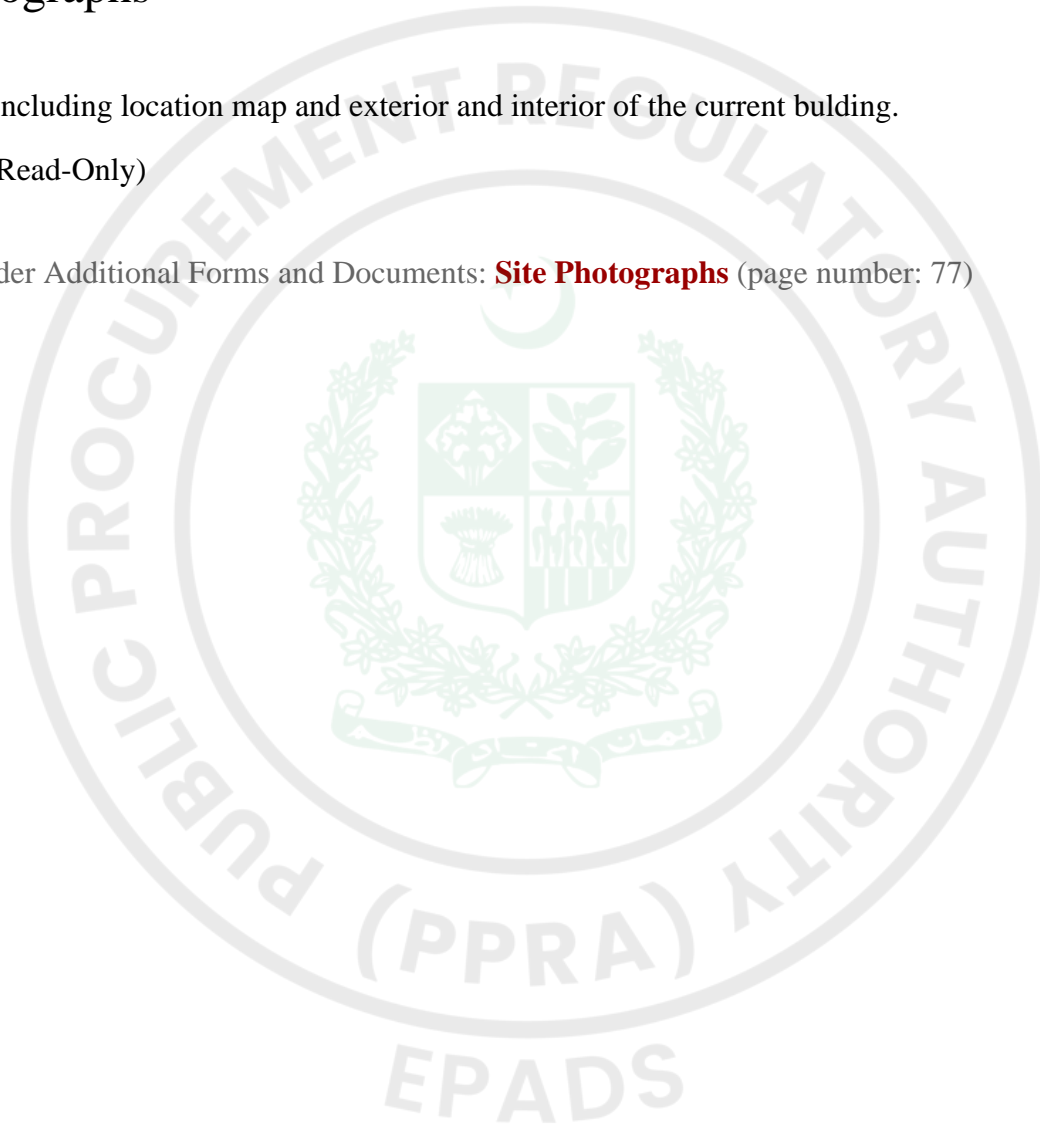 ographs
ncluding location map and exterior and interior of the current bulding.
Read-Only)
der Additional Forms and Documents: Site Photographs (page number: 77)
PUBLIC PROCUREMENT REGULATORY AUTHORITY
(PPRA)
EPADS